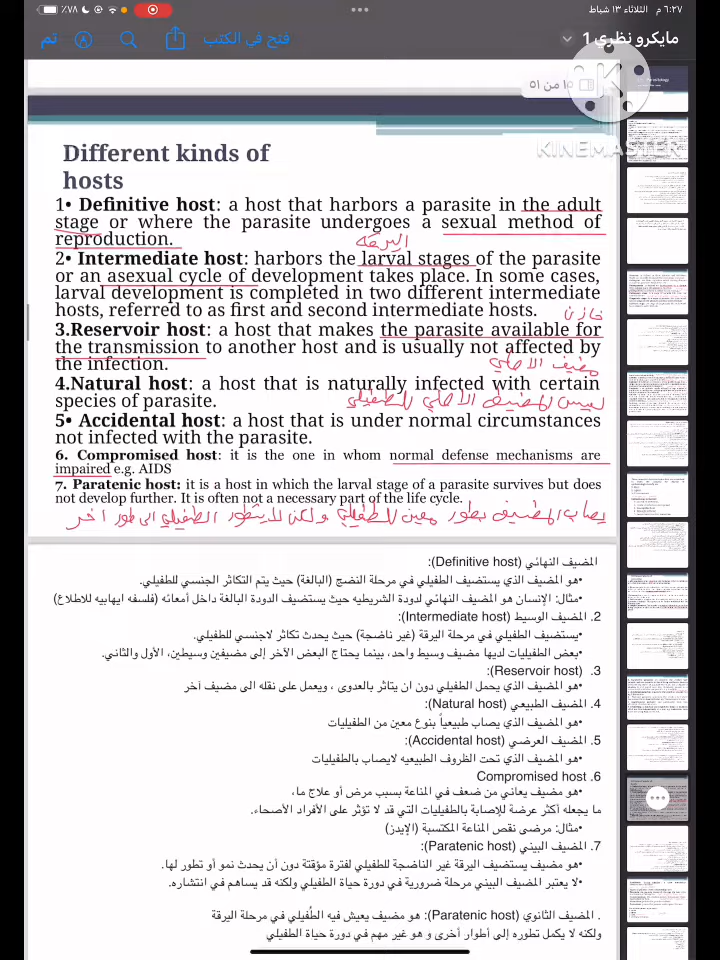 ٦:٢٧ م الثلاثاء ١٣ شباط
٧٨٪
مايكرو نظري 1
فتح في الكتب
تم
١٥ من ٥١
KINEMASTER
Different kinds of
hosts
1• Definitive host: a host that harbors a parasite in the adult
stage or where the parasite undergoes a sexual method of
reproduction.
اليرقه
2• Intermediate host: harbors the larval stages of the parasite
or an asexual cycle of development takes place. In some cases,
larval development is completed in two different intermediate
hosts, referred to as first and second intermediate hosts.
خازن
3.Reservoir host: a host that makes the parasite available for
the transmission to another host and is usually not affected by
the infection.
مضيف الاصلي
4.Natural host: a host that is naturally infected with certain
species of parasite.
ليس المضيف الأصلي للطفيلي
5• Accidental host: a host that is under normal circumstances
not infected with the parasite.
6. Compromised host: it is the one in whom normal defense mechanisms are
impaired e.g. AIDS
7. Paratenic host: it is a host in which the larval stage of a parasite survives but does
not develop further. It is often not a necessary part of the life cycle.
يصاب المضيف بطور معين للطفيلي ولكن لا يتطور الطفيلي الى طور اخر
المضيف النهائي (Definitive host):
•هو المضيف الذي يستضيف الطفيلي في مرحلة النضج (البالغة) حيث يتم التكاثر الجنسي للطفيلي.
•مثال: الإنسان هو المضيف النهائي لدودة الشريطيه حيث يستضيف الدودة البالغة داخل أمعائه (فلسفه ايهابيه للاطلاع)
2. المضيف الوسيط (Intermediate host):
•يستضيف الطفيلي في مرحلة اليرقة (غير ناضجة) حيث يحدث تكاثر لاجنسي للطفيلي.
•بعض الطفيليات لديها مضيف وسيط واحد، بينما يحتاج البعض الآخر إلى مضيفين وسيطين، الأول والثاني.
3. (Reservoir host):
•هو المضيف الذي يحمل الطفيلي دون ان يتاثر بالعدوى ، ويعمل على نقله الى مضيف آخر
4. المضيف الطبيعي (Natural host):
•هو المضيف الذي يصاب طبيعياً بنوع معين من الطفيليات
5. المضيف العرضي (Accidental host):
•هو المضيف الذي تحت الظروف الطبيعيه لايصاب بالطفيليات
6. Compromised host
•هو مضيف يعاني من ضعف في المناعة بسبب مرض أو علاج ما،
ما يجعله أكثر عرضة للإصابة بالطفيليات التي قد لا تؤثر على الأفراد الأصحاء.
•مثال: مرضى نقص المناعة المكتسبة (الإيدز)
7. المضيف البيني (Paratenic host):
•هو مضيف يستضيف اليرقة غير الناضجة للطفيلي لفترة مؤقتة دون أن يحدث نمو أو تطور لها.
•لا يعتبر المضيف البيني مرحلة ضرورية في دورة حياة الطفيلي ولكنه قد يساهم في انتشاره.
. المضيف الثانوي (Paratenic host): هو مضيف يعيش فيه الطفيلي في مرحلة اليرقة
ولكنه لا يكمل تطوره إلى أطوار أخرى و هو غير مهم في دورة حياة الطفيلي